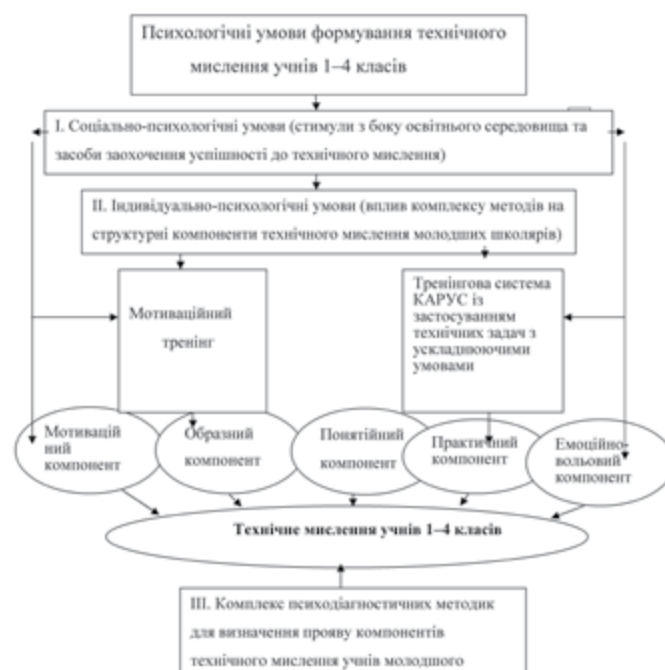 Психологічні умови формування технічного
мислення учнів 1–4 класів
І. Соціально-психологічні умови (стимули з боку освітнього середовища та
засоби заохочення успішності до технічного мислення)
ІІ. Індивідуально-психологічні умови (вплив комплексу методів на
структурні компоненти технічного мислення молодших школярів)
Мотиваційний
тренінг
Тренінгова система
КАРУС із
застосуванням
технічних задач з
ускладнюючими
умовами
Мотивацій
ний
компонент
Образний
компонент
Понятійний
компонент
Практичний
компонент
Емоційно-
вольовий
компонент
Технічне мислення учнів 1–4 класів
ІІІ. Комплекс психодіагностичних методик
для визначення прояву компонентів
технічного мислення учнів молодшого